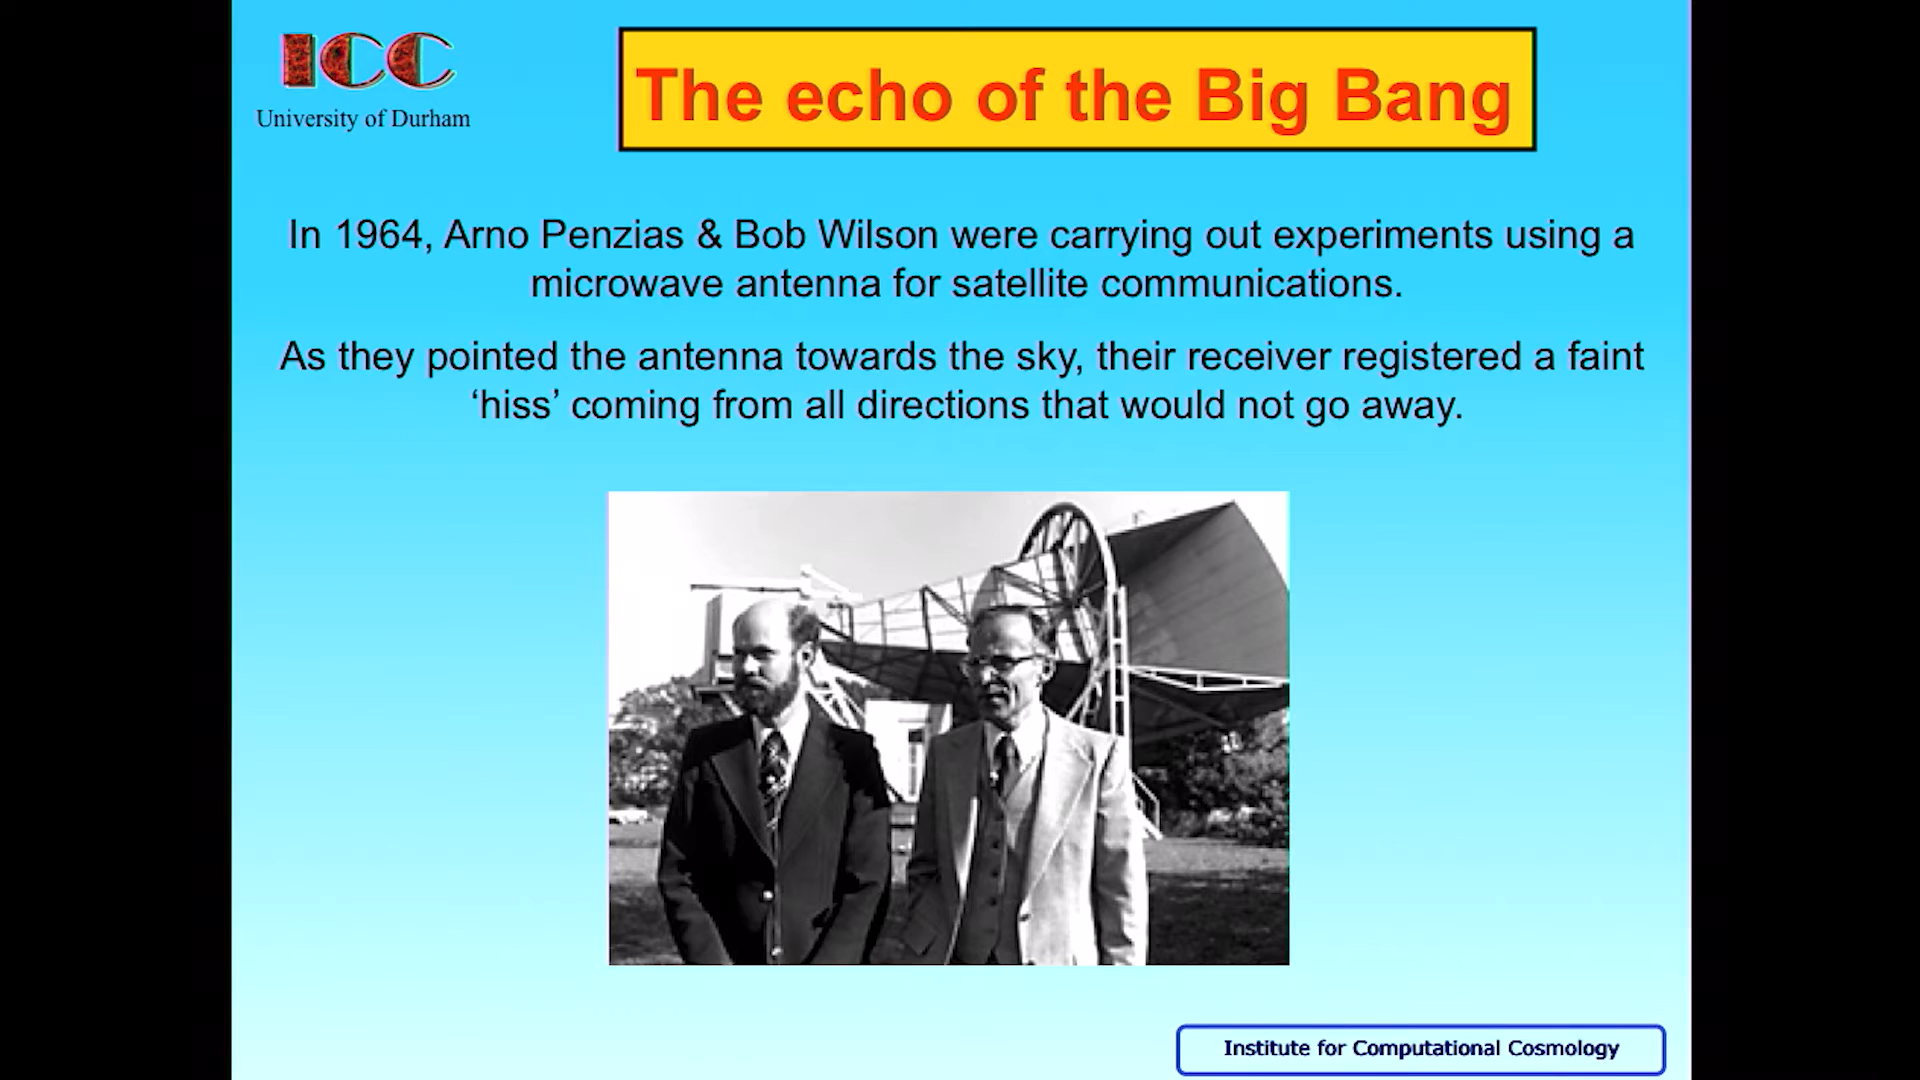 ICC
University of Durham
The echo of the Big Bang
In 1964, Arno Penzias & Bob Wilson were carrying out experiments using a
microwave antenna for satellite communications.
As they pointed the antenna towards the sky, their receiver registered a faint
‘hiss’ coming from all directions that would not go away.
Institute for Computational Cosmology